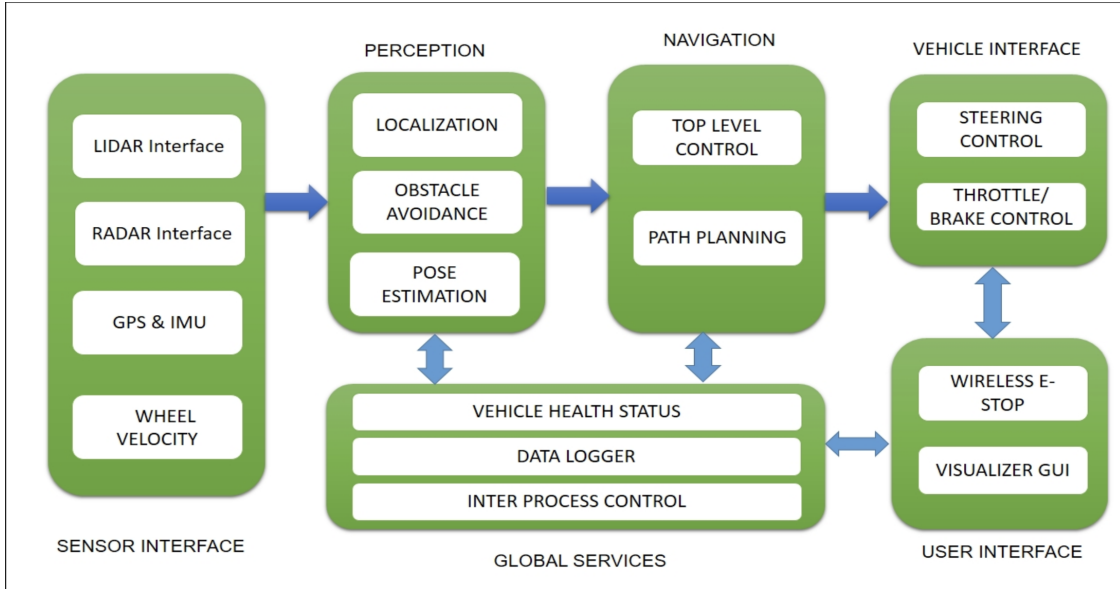 PERCEPTION
NAVIGATION
VEHICLE INTERFACE
LIDAR Interface
RADAR Interface
GPS & IMU
WHEEL
VELOCITY
SENSOR INTERFACE
LOCALIZATION
OBSTACLE
AVOIDANCE
POSE
ESTIMATION
TOP LEVEL
CONTROL
PATH PLANNING
STEERING
CONTROL
THROTTLE/
BRAKE CONTROL
VEHICLE HEALTH STATUS
DATA LOGGER
INTER PROCESS CONTROL
GLOBAL SERVICES
WIRELESS E-
STOP
VISUALIZER GUI
USER INTERFACE